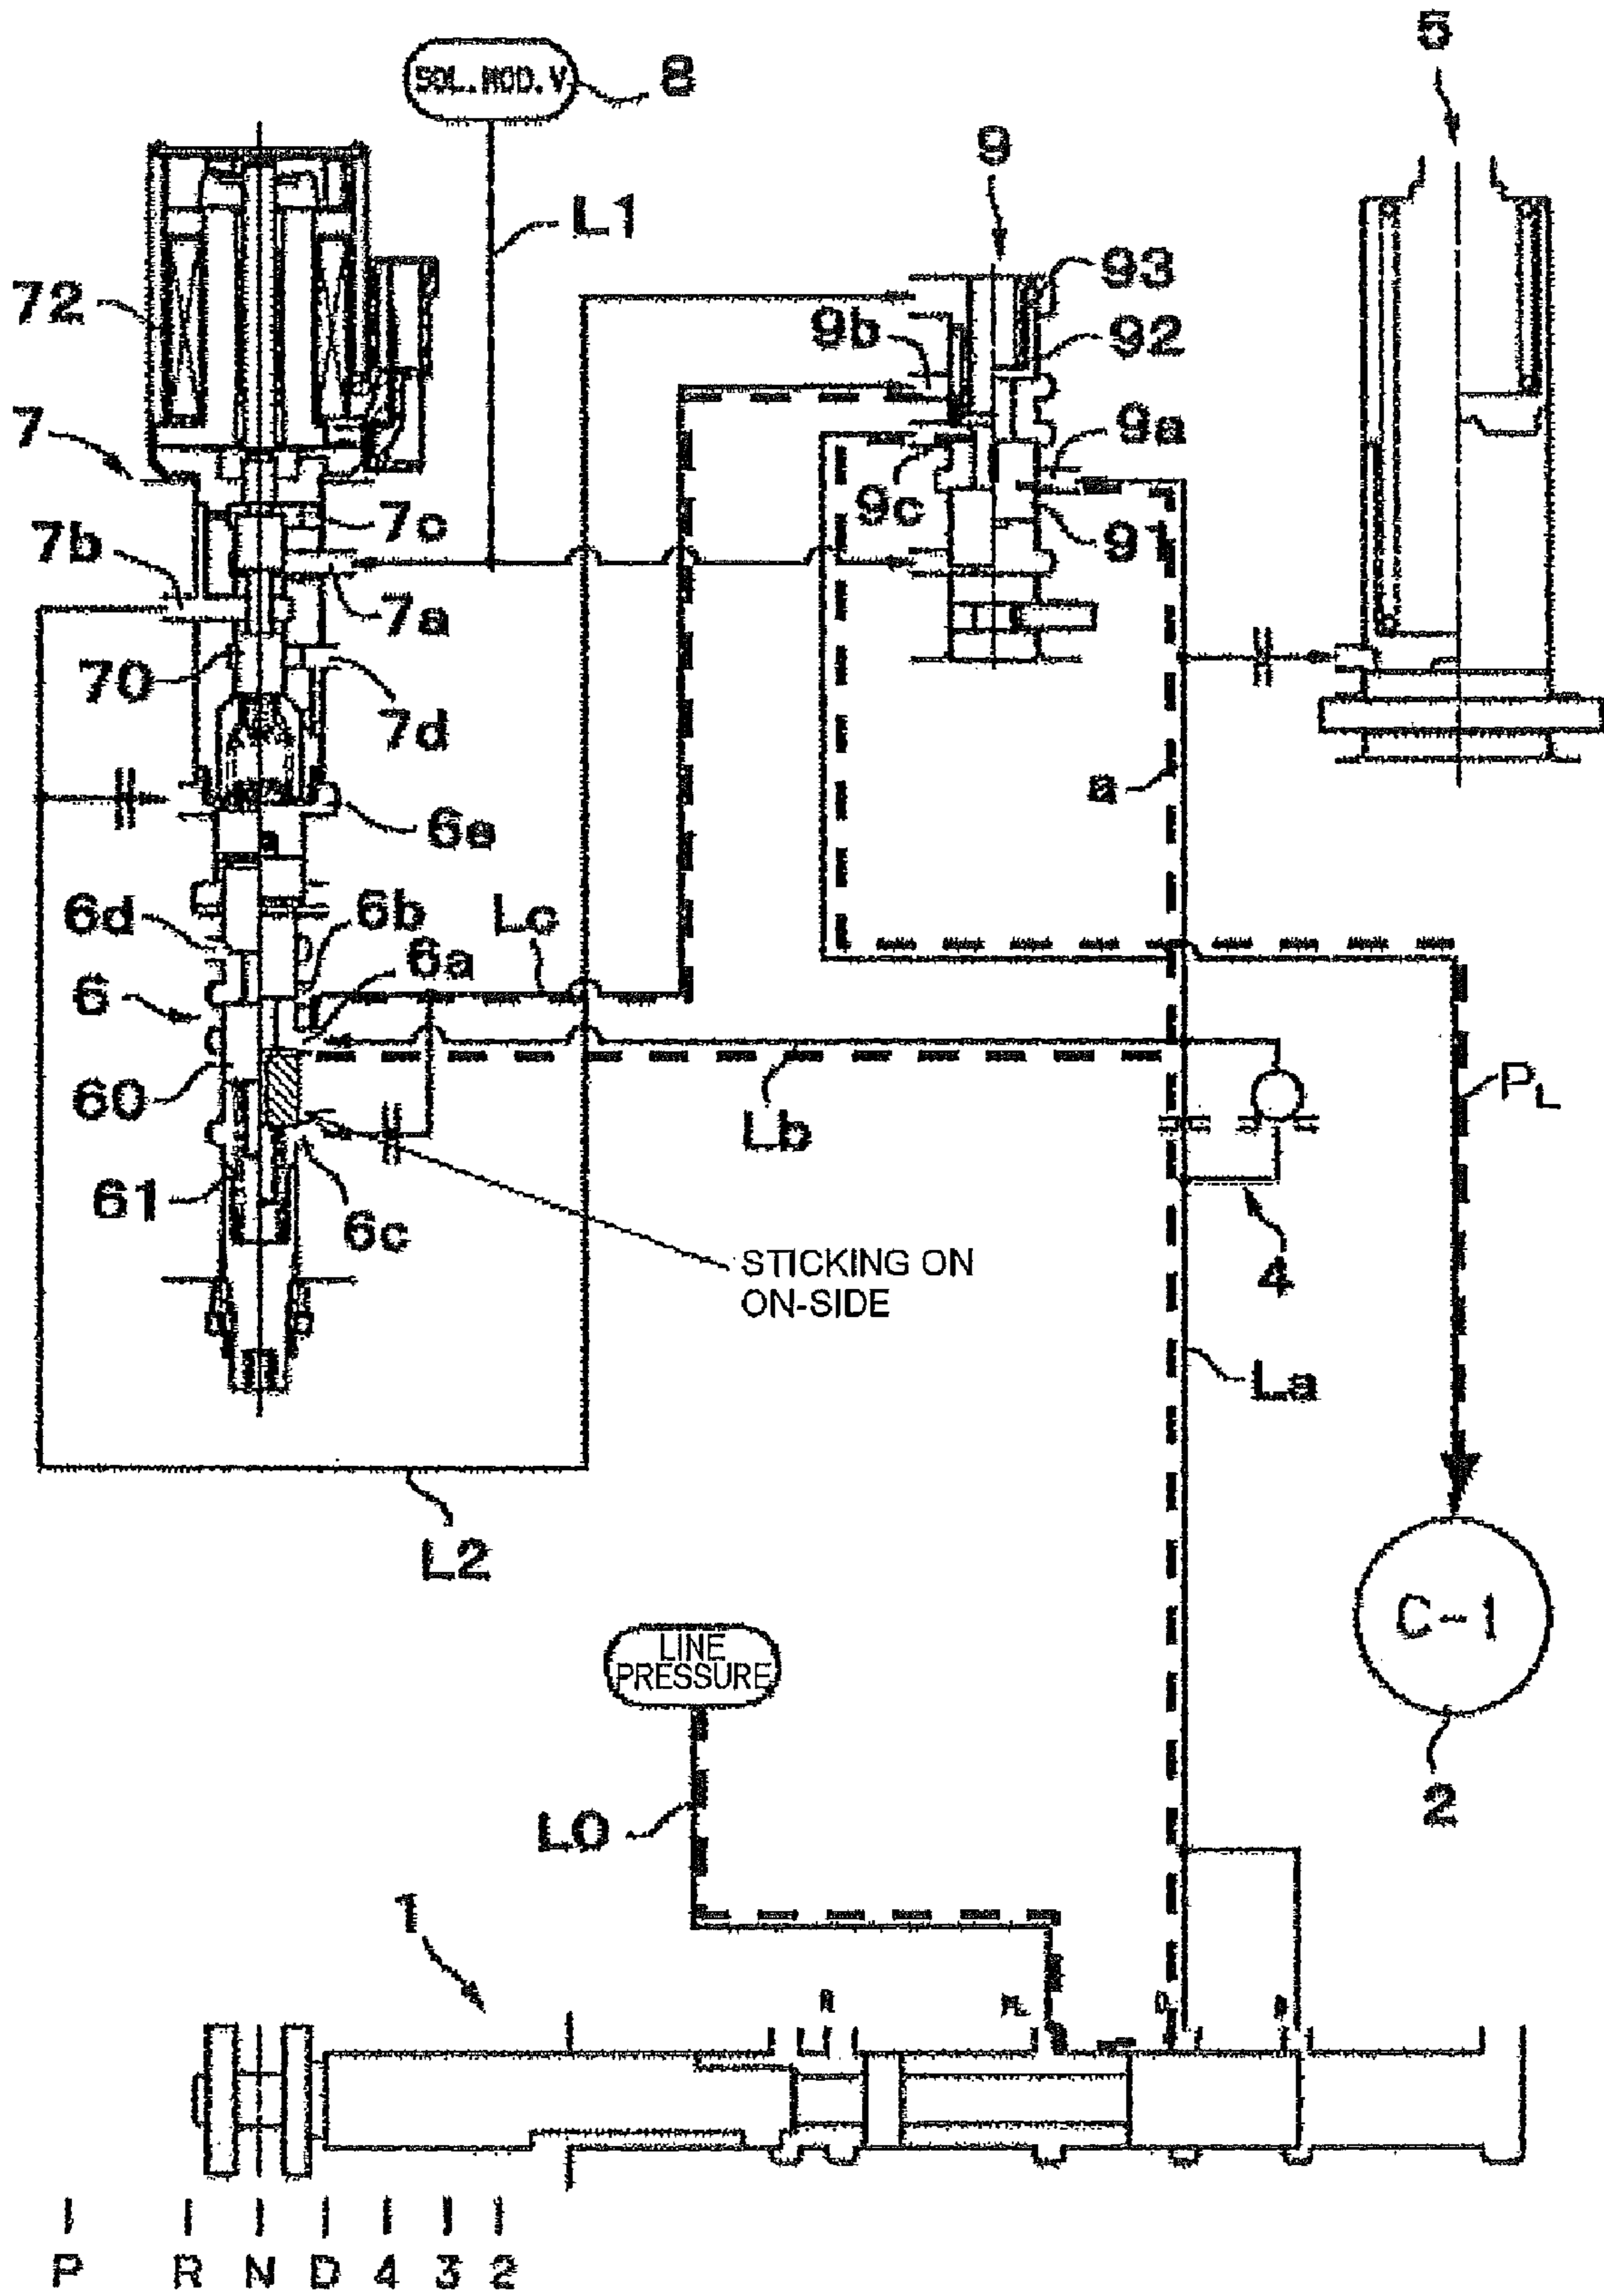 5
SOL.MOD.V
8
9
L1
93
72
9b
92
7
9a
7c
9c
7b
91
7a
70
7d
a
6e
6b
6d
Lc
6a
6
60
PL
Lb
61
6c
STICKING ON
ON-SIDE
4
La
L2
C-1
LINE
PRESSURE
2
L0
1
R
PL
D
P R N D 4 3 2